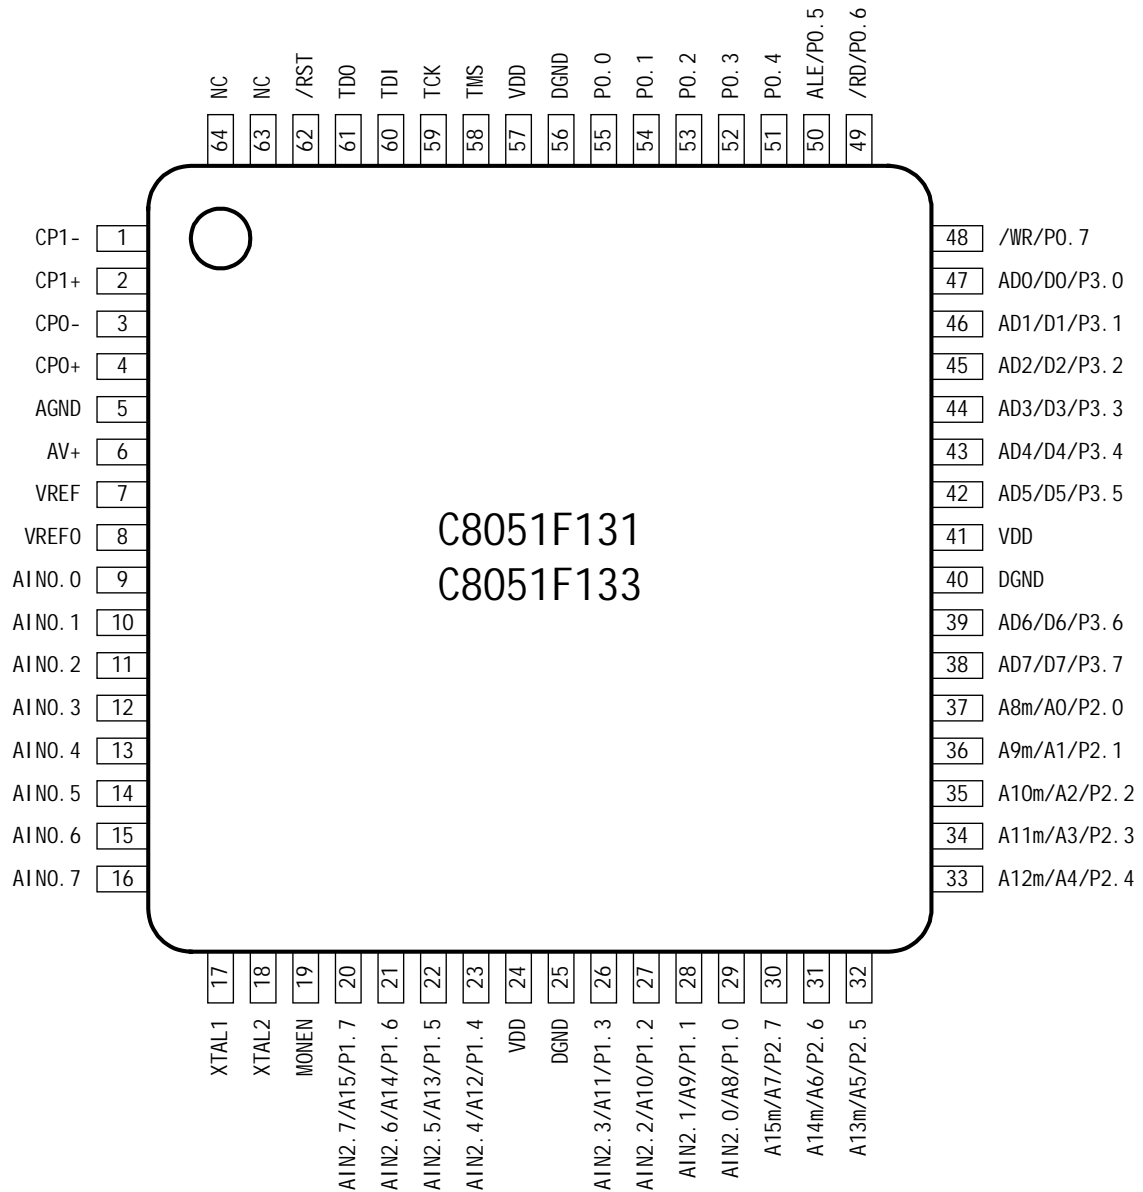 NC
NC
/RST
TDO
TDI
TCK
TMS
VDD
DGND
P0.0
P0.1
P0.2
P0.3
P0.4
ALE/P0.5
/RD/P0.6
64
63
62
61
60
59
58
57
56
55
54
53
52
51
50
49
CP1- 1
CP1+ 2
CP0- 3
CP0+ 4
AGND 5
AV+ 6
VREF 7
VREF0 8
AIN0.0 9
AIN0.1 10
AIN0.2 11
AIN0.3 12
AIN0.4 13
AIN0.5 14
AIN0.6 15
AIN0.7 16
C8051F131
C8051F133
48 /WR/P0.7
47 AD0/D0/P3.0
46 AD1/D1/P3.1
45 AD2/D2/P3.2
44 AD3/D3/P3.3
43 AD4/D4/P3.4
42 AD5/D5/P3.5
41 VDD
40 DGND
39 AD6/D6/P3.6
38 AD7/D7/P3.7
37 A8m/A0/P2.0
36 A9m/A1/P2.1
35 A10m/A2/P2.2
34 A11m/A3/P2.3
33 A12m/A4/P2.4
17
18
19
20
21
22
23
24
25
26
27
28
29
30
31
32
XTAL1
XTAL2
MONEN
AIN2.7/A15/P1.7
AIN2.6/A14/P1.6
AIN2.5/A13/P1.5
AIN2.4/A12/P1.4
VDD
DGND
AIN2.3/A11/P1.3
AIN2.2/A10/P1.2
AIN2.1/A9/P1.1
AIN2.0/A8/P1.0
A15m/A7/P2.7
A14m/A6/P2.6
A13m/A5/P2.5